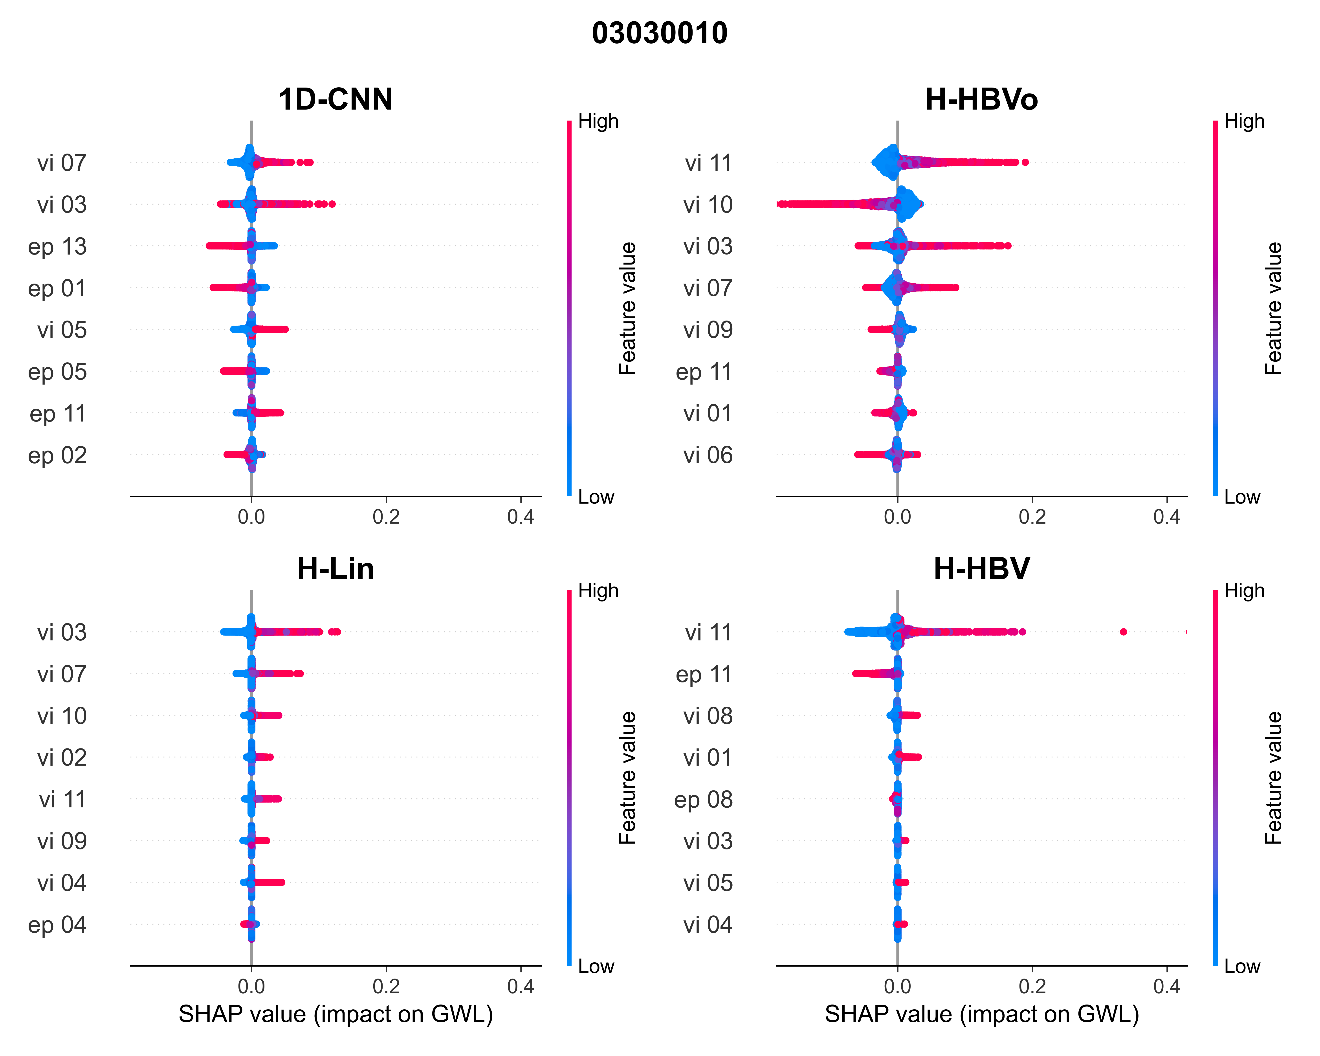 03030010
1D-CNN
High
vi 07
vi 03
ep 13
ep 01
vi 05
ep 05
ep 11
ep 02
Feature value
Low
0.0 0.2 0.4
H-HBVo
High
vi 11
vi 10
vi 03
vi 07
vi 09
ep 11
vi 01
vi 06
Feature value
Low
0.0 0.2 0.4
H-Lin
High
vi 03
vi 07
vi 10
vi 02
vi 11
vi 09
vi 04
ep 04
Feature value
Low
0.0 0.2 0.4
SHAP value (impact on GWL)
H-HBV
High
vi 11
ep 11
vi 08
vi 01
ep 08
vi 03
vi 05
vi 04
Feature value
Low
0.0 0.2 0.4
SHAP value (impact on GWL)